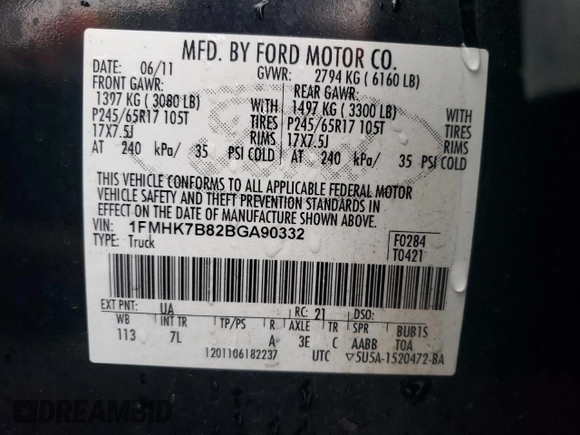 MFD. BY FORD MOTOR CO.
DATE: 06/11 GVWR: 2794 KG ( 6160 LB)
FRONT GAWR: REAR GAWR:
1397 KG ( 3080 LB) WITH 1497 KG ( 3300 LB) WITH
P245/65R17 105T TIRES P245/65R17 105T TIRES
17X7.5J RIMS 17X7.5J RIMS
AT 240 kPa/ 35 PSI COLD AT 240 kPa/ 35 PSI COLD
THIS VEHICLE CONFORMS TO ALL APPLICABLE FEDERAL MOTOR
VEHICLE SAFETY AND THEFT PREVENTION STANDARDS IN
EFFECT ON THE DATE OF MANUFACTURE SHOWN ABOVE.
VIN: 1FMHK7B82BGA90332 F0284
TYPE: Truck T0421
EXT PNT: UA RC: 21 DSO:
WB INT TR TP/PS R AXLE TR SPR BUB1S
113 7L A 3E C AABB TOA
1201106182237 UTC ▽5U5A-1520472-BA
DREAMBID